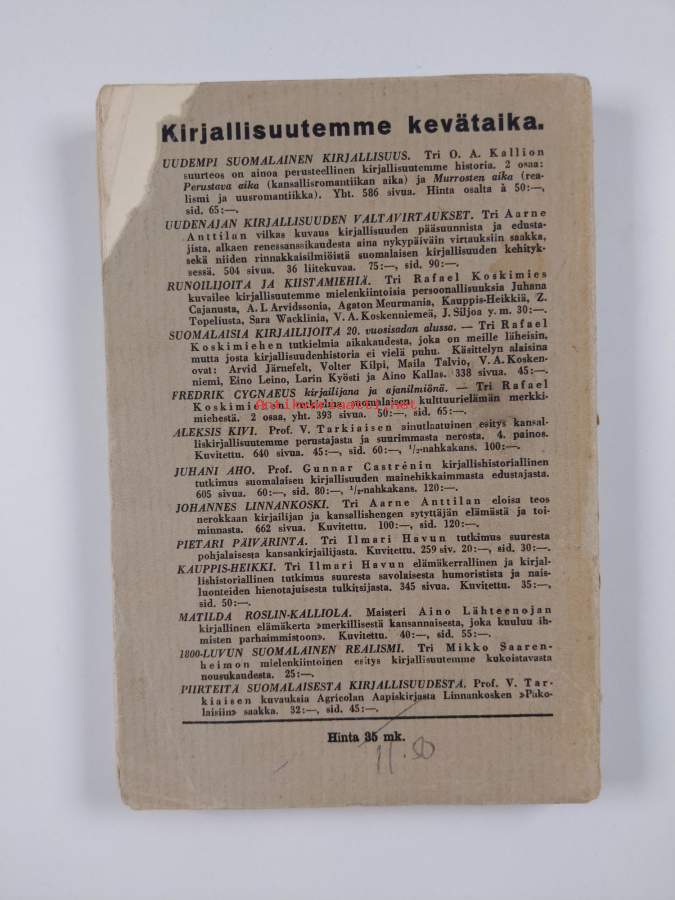 Kirjallisuutemme kevätaika.
UUDEMPI SUOMALAINEN KIRJALLISUUS. Tri O. A. Kallion
suurteos on ainoa perusteellinen kirjallisuutemme historia. 2 osaa:
Perustava aika (kansallisromantiikan aika) ja Murrosten aika (rea-
lismi ja uusromantiikka). Yht. 586 sivua. Hinta osalta à 50:—,
sid. 65:—.
UUDENAJAN KIRJALLISUUDEN VALTAVIRTAUKSET. Tri Aarne
Anttilan vilkas kuvaus kirjallisuuden pääsuunnista ja edusta-
jista, alkaen renessanssikaudesta aina nykypäiväin virtauksiin saakka,
sekä niiden rinnakkaisilmiöistä suomalaisen kirjallisuuden kehityk-
sessä. 504 sivua. 36 liitekuvaa. 75:—, sid. 90:—.
RUNOILIJOITA JA KIISTAMIEHIÄ. Tri Rafael Koskimies
kuvailee kirjallisuutemme mielenkiintoisia persoonallisuuksia Juhana
Cajanusta, A. I. Arvidssonia, Agaton Meurmania, Kauppis-Heikkiä, Z.
Topeliusta, Sara Wacklinia, V. A. Koskenniemeä, J. Siljoa y. m. 30:—.
SUOMALAISIA KIRJAILIJOITA 20. vuosisadan alussa. — Tri Rafael
Koskimiehen tutkielmia aikakaudesta, joka on meille läheisin,
mutta josta kirjallisuudenhistoria ei vielä puhu. Käsittelyn alaisina
ovat: Arvid Järnefelt, Volter Kilpi, Maila Talvio, V. A. Kosken-
niemi, Eino Leino, Larin Kyösti ja Aino Kallas. 338 sivua. 45:—.
FREDRIK CYGNAEUS kirjailijana ja ajanilmiönä. — Tri Rafael
Koskimiehen tutkielma suomalaisen kulttuurielämän merkki-
miehestä. 2 osaa, yht. 393 sivua. 50:—, sid. 65:—.
Antikvariaatti.net
ALEKSIS KIVI. Prof. V. Tarkiaisen ainutlaatuinen esitys kansal-
liskirjallisuutemme perustajasta ja suurimmasta nerosta. 4. painos.
Kuvitettu. 640 sivua. 45:—, sid. 60:—, 1/2-nahkakans. 100:—.
JUHANI AHO. Prof. Gunnar Castrénin kirjallishistoriallinen
tutkimus suomalaisen kirjallisuuden mainehikkaimmasta edustajasta.
605 sivua. 60:—, sid. 80:—, 1/2-nahkakans. 120:—.
JOHANNES LINNANKOSKI. Tri Aarne Anttilan eloisa teos
nerokkaan kirjailijan ja kansallishengen sytyttäjän elämästä ja toi-
minnasta. 662 sivua. Kuvitettu. 100:—, sid. 120:—.
PIETARI PÄIVÄRINTA. Tri Ilmari Havun tutkimus suuresta
pohjalaisesta kansankirjailijasta. Kuvitettu. 259 siv. 20:—, sid. 30:—.
KAUPPIS-HEIKKI. Tri Ilmari Havun elämäkerrallinen ja kirjal-
lishistoriallinen tutkimus suuresta savolaisesta humoristista ja nais-
luonteiden hienotajuisesta tulkitsijasta. 345 sivua. Kuvitettu. 35:—,
sid. 50:—.
MATILDA ROSLIN-KALLIOLA. Maisteri Aino Lähteenojan
kirjallinen elämäkerta »merkillisestä kansannaisesta, joka kuuluu ih-
misten parhaimmistoon». Kuvitettu. 40:—, sid. 55:—.
1800-LUVUN SUOMALAINEN REALISMI. Tri Mikko Saaren-
heimon mielenkiintoinen esitys kirjallisuutemme kukoistavasta
nousukaudesta. 25:—.
PIIRTEITÄ SUOMALAISESTA KIRJALLISUUDESTA. Prof. V. Tar-
kiaisen kuvauksia Agricolan Aapiskirjasta Linnankosken »Pako-
laisiin» saakka. 32:—, sid. 45:—.
Hinta 35 mk.
11.50